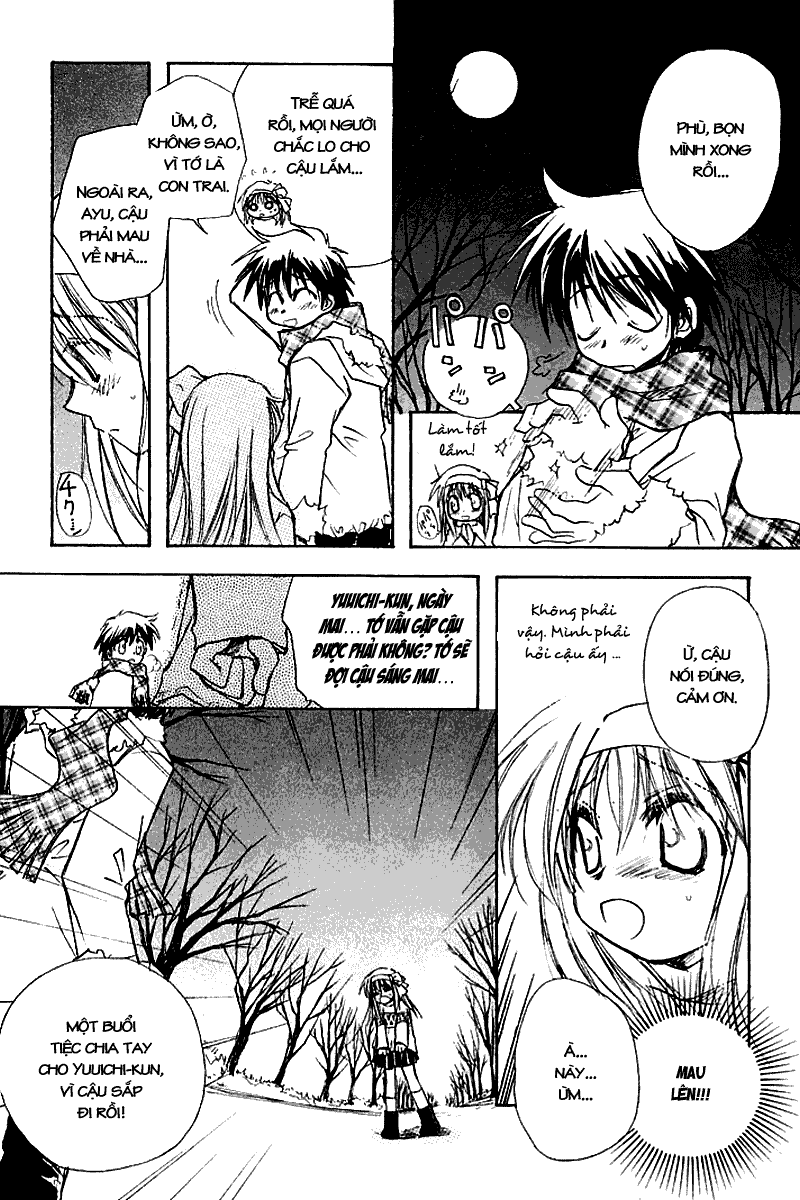 PHÙ, BỌN
MÌNH XONG
RỒI...
Làm tốt
lắm!
TRỄ QUÁ
RỒI, MỌI NGƯỜI
CHẮC LO CHO
CẬU LẮM...
ỪM, Ờ,
KHÔNG SAO,
VÌ TỚ LÀ
CON TRAI.
NGOÀI RA,
AYU, CẬU
PHẢI MAU
VỀ NHÀ...
チク...
Ừ, CẬU
NÓI ĐÚNG,
CẢM ƠN.
Không phải
vậy. Mình phải
hỏi cậu ấy ...
MAU
LÊN!!!
À...
NÀY...
ỪM...
YUUICHI-KUN, NGÀY
MAI... TỚ VẪN GẶP CẬU
ĐƯỢC PHẢI KHÔNG? TỚ SẼ
ĐỢI CẬU SÁNG MAI...
MỘT BUỔI
TIỆC CHIA TAY
CHO YUUICHI-KUN,
VÌ CẬU SẮP
ĐI RỒI!